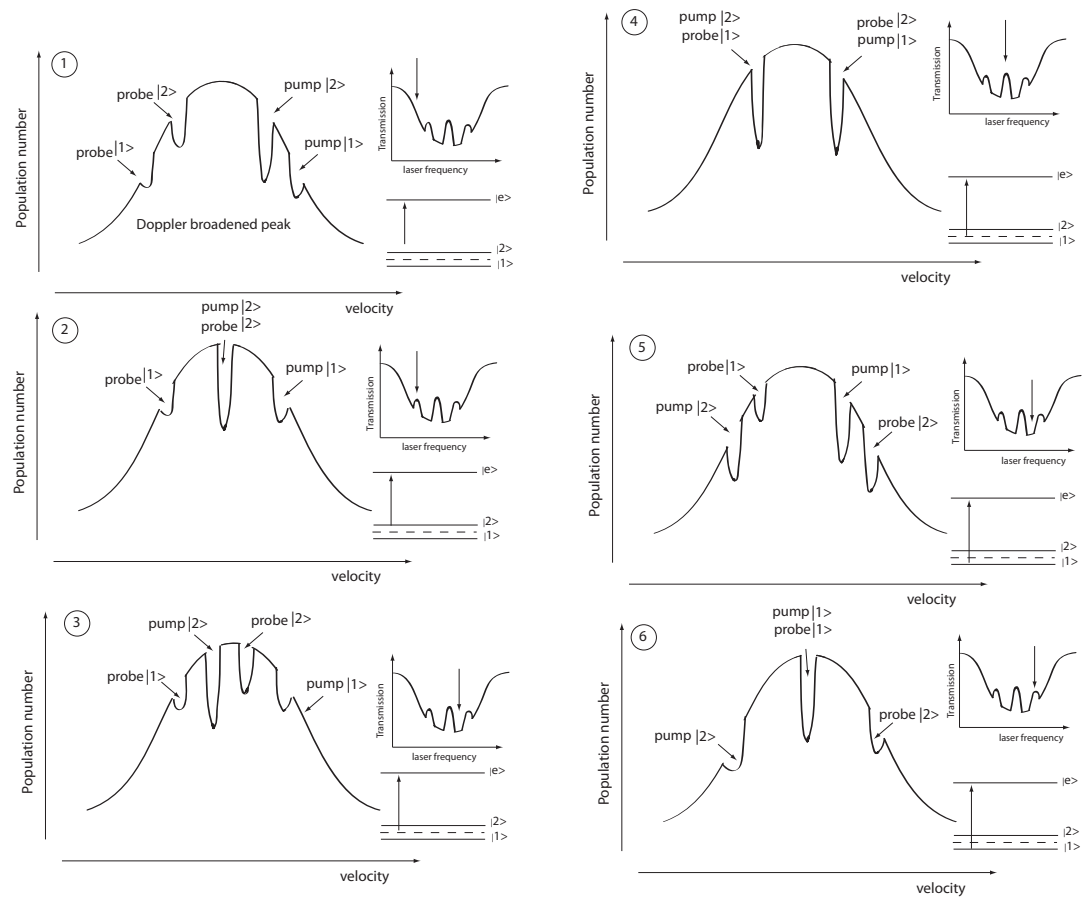 1
Population number
probe |2>
probe |1>
pump |2>
pump |1>
Doppler broadened peak
velocity
Transmission
laser frequency
|e>
|2>
|1>
2
Population number
pump |2>
probe |2>
probe |1>
pump |1>
velocity
Transmission
laser frequency
|e>
|2>
|1>
3
Population number
pump |2>
probe |2>
probe |1>
pump |1>
velocity
Transmission
laser frequency
|e>
|2>
|1>
4
Population number
pump |2>
probe |1>
probe |2>
pump |1>
velocity
Transmission
laser frequency
|e>
|2>
|1>
5
Population number
probe |1>
pump |2>
pump |1>
probe |2>
velocity
Transmission
laser frequency
|e>
|2>
|1>
6
Population number
pump |1>
probe |1>
pump |2>
probe |2>
velocity
Transmission
laser frequency
|e>
|2>
|1>